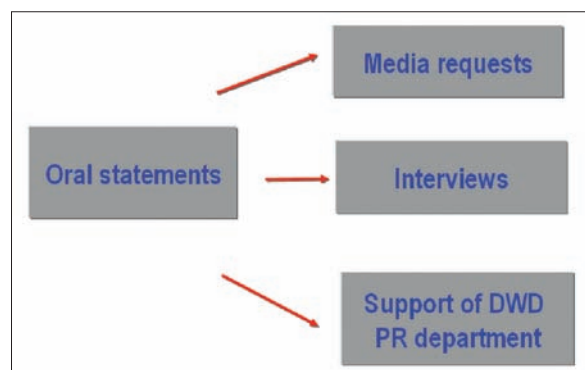 Media requests
Oral statements
Interviews
Support of DWD
PR department